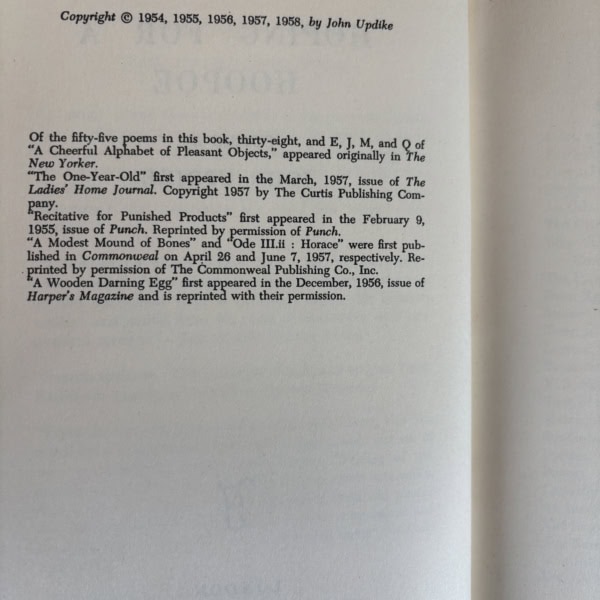 Copyright © 1954, 1955, 1956, 1957, 1958, by John Updike
Of the fifty-five poems in this book, thirty-eight, and E, J, M, and Q of
"A Cheerful Alphabet of Pleasant Objects," appeared originally in The
New Yorker.
"The One-Year-Old" first appeared in the March, 1957, issue of The
Ladies' Home Journal. Copyright 1957 by The Curtis Publishing Com-
pany.
"Recitative for Punished Products" first appeared in the February 9,
1955, issue of Punch. Reprinted by permission of Punch.
"A Modest Mound of Bones" and "Ode III.ii : Horace" were first pub-
lished in Commonweal on April 26 and June 7, 1957, respectively. Re-
printed by permission of The Commonweal Publishing Co., Inc.
"A Wooden Darning Egg" first appeared in the December, 1956, issue of
Harper's Magazine and is reprinted with their permission.